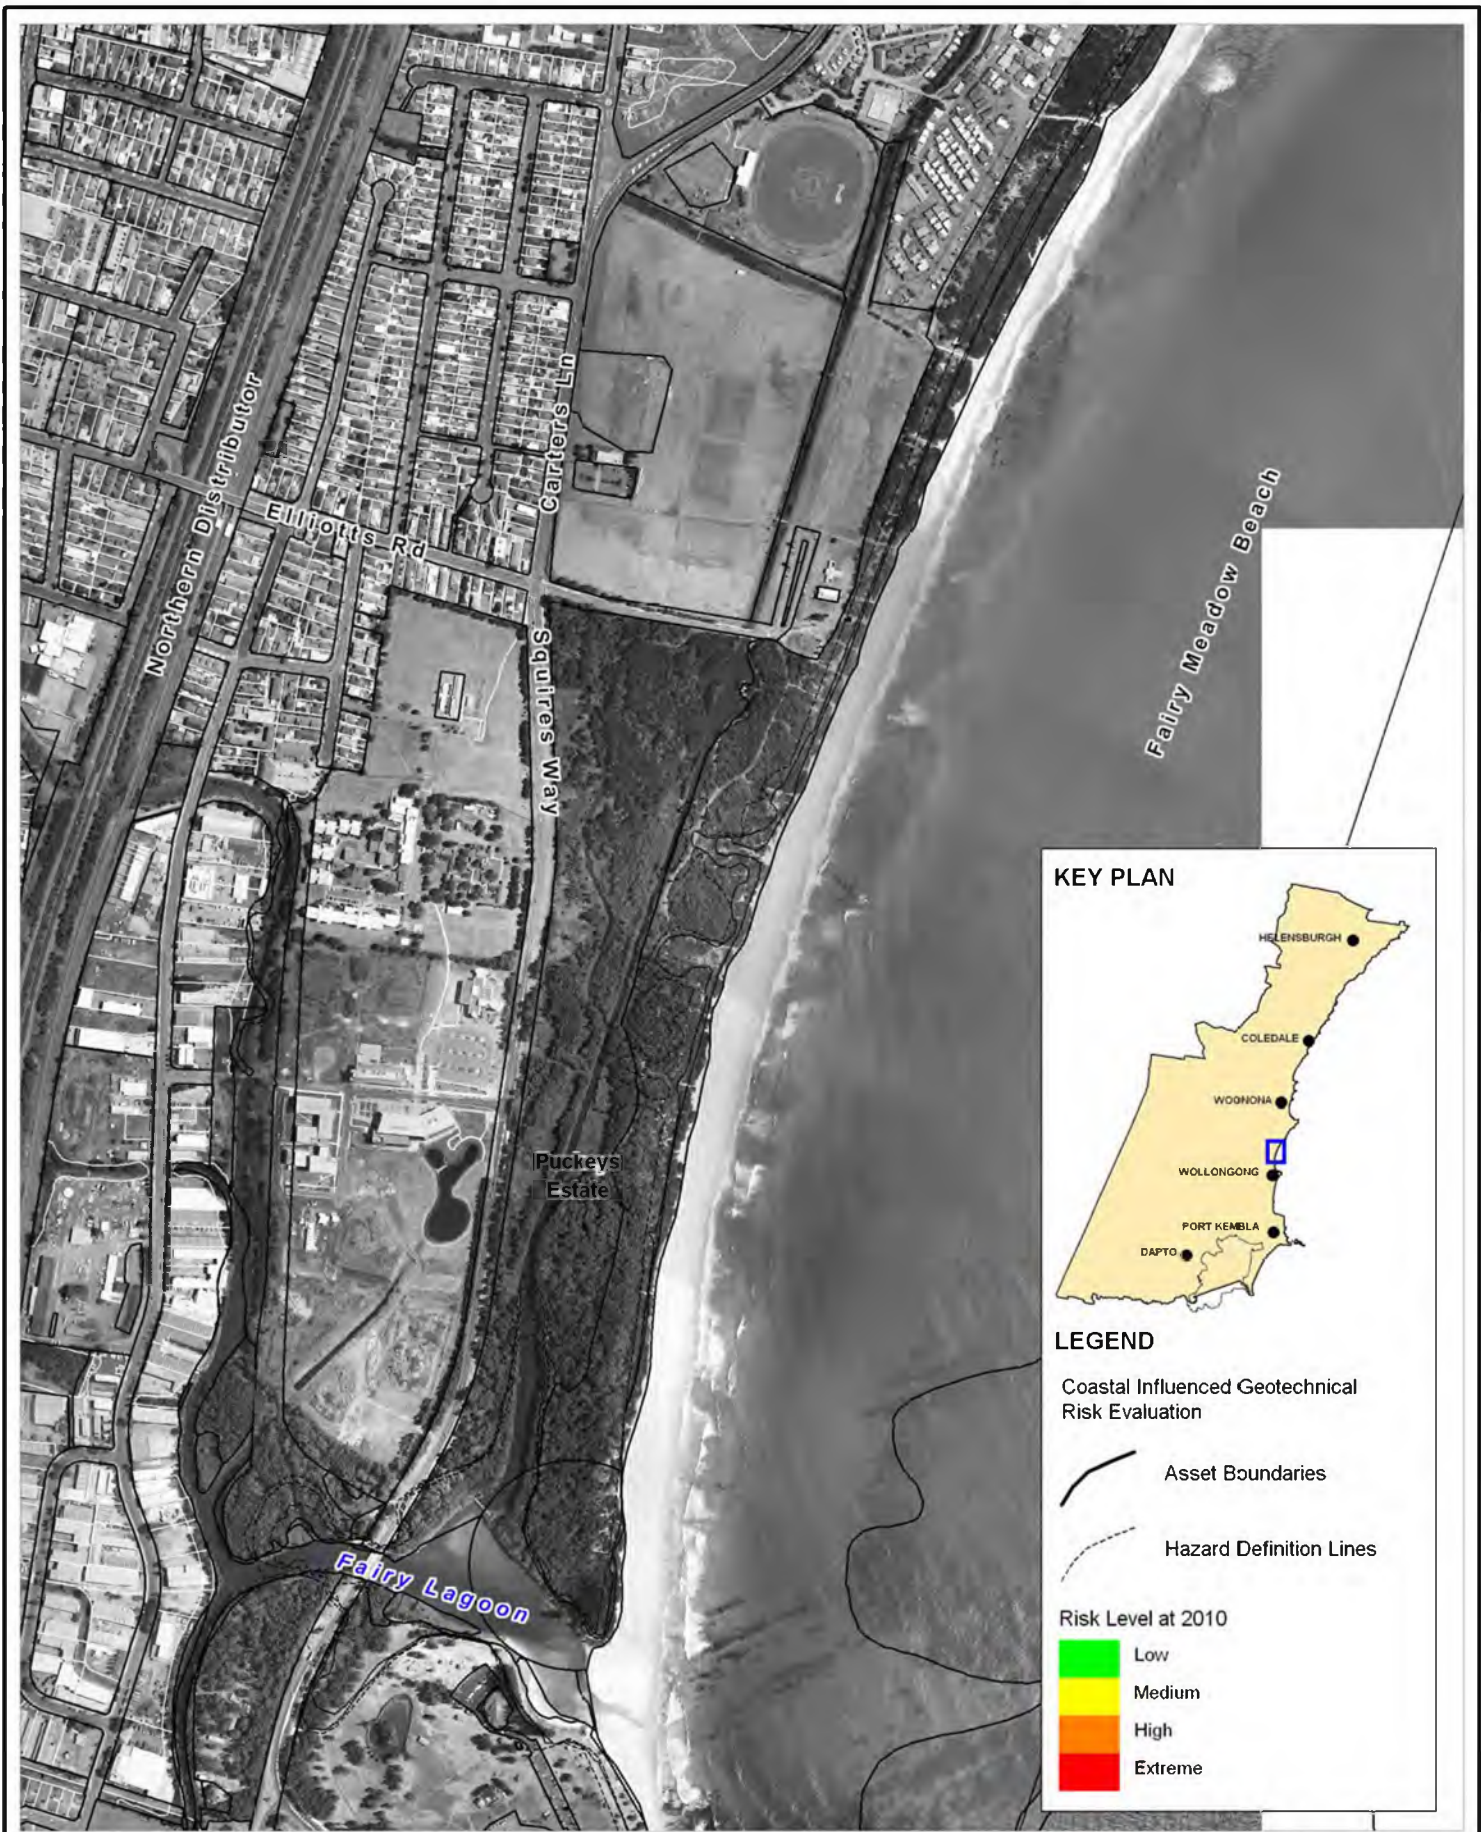 Northern Distributor
Elliotts Rd
Carters Ln
Squires Way
Fairy Meadow Beach
Puckeys
Estate
Fairy Lagoon
KEY PLAN
HELENSBURGH
COLEDALE
WOONONA
WOLLONGONG
PORT KEMBLA
DAPTO
LEGEND
Coastal Influenced Geotechnical
Risk Evaluation
Asset Boundaries
Hazard Definition Lines
Risk Level at 2010
Low
Medium
High
Extreme